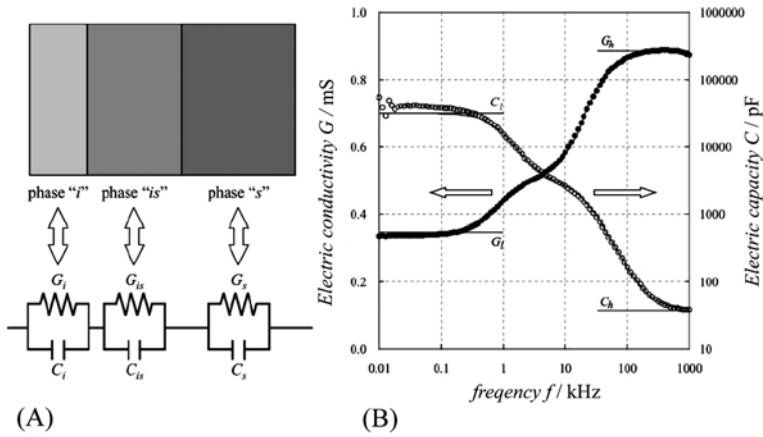 phase "i" phase "is" phase "s"
G_i G_is G_s
C_i C_is C_s
(A)
Electric conductivity G / mS
1.0
0.8
0.6
0.4
0.2
0.0
C_l
G_l
G_h
C_h
0.01 0.1 1 10 100 1000
freqency f / kHz
1000000
100000
10000
1000
100
10
Electric capacity C / pF
(B)